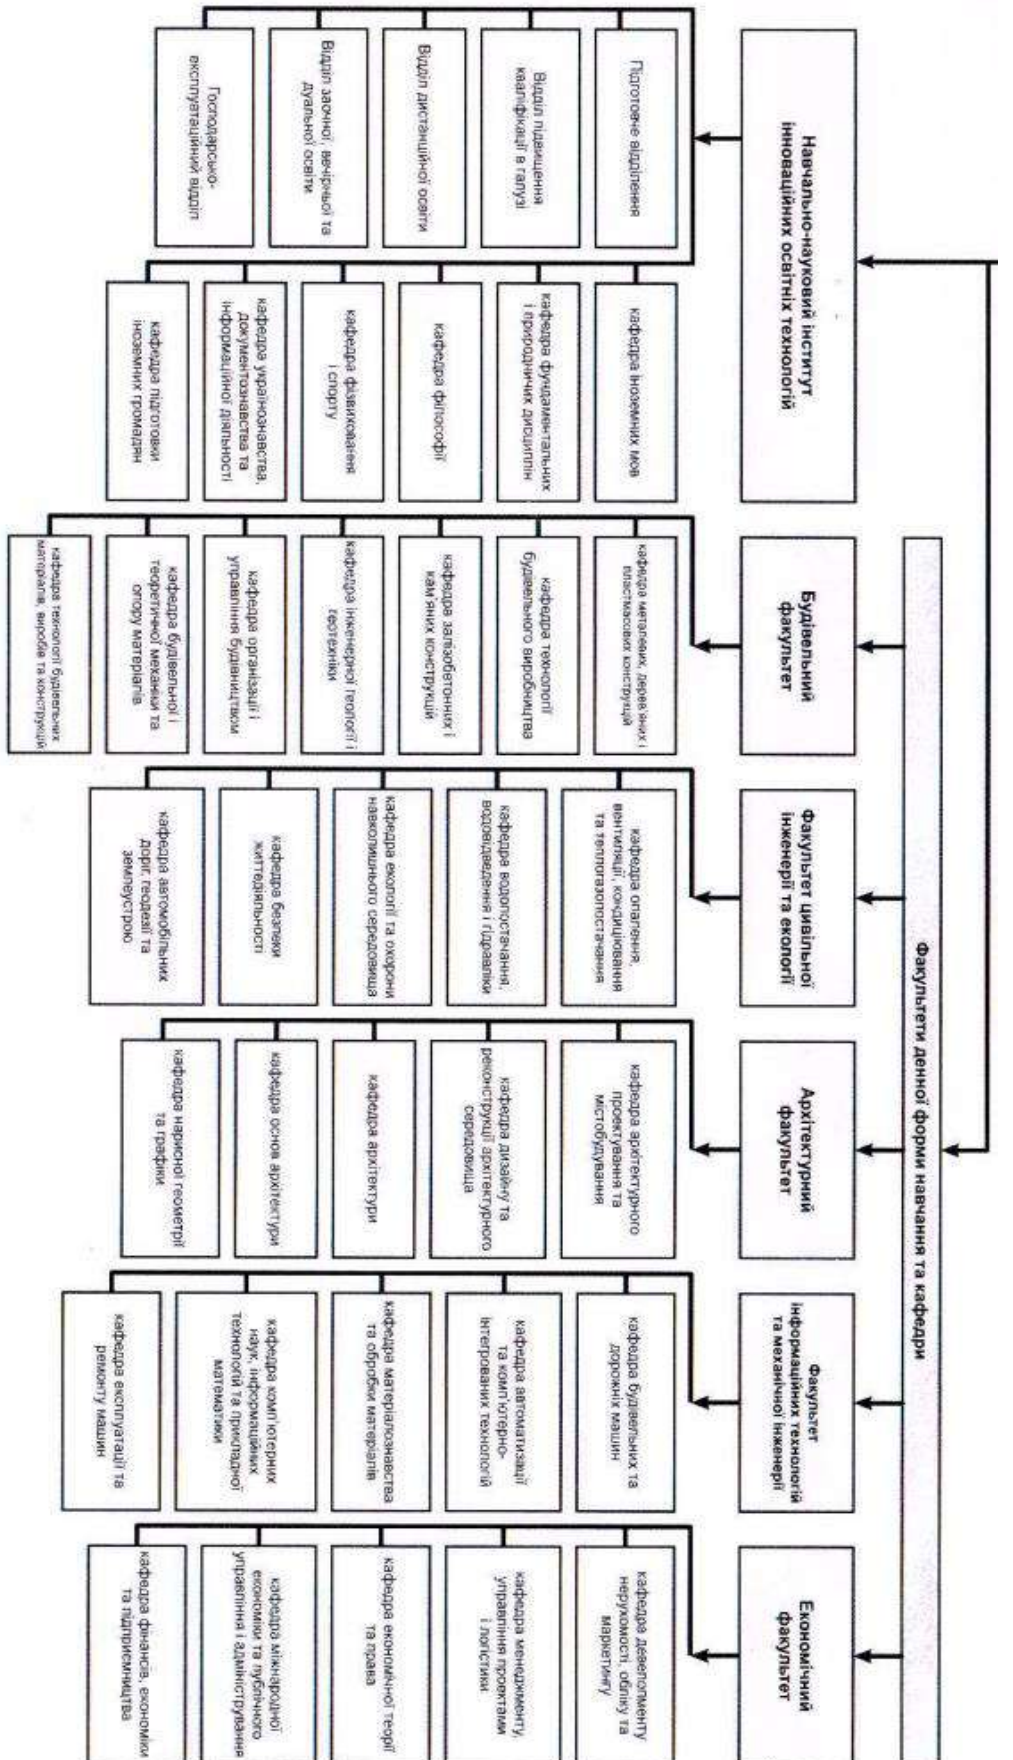 Факультети денної форми навчання та кафедри
Навчально-науковий інститут
інноваційних освітніх технологій
Підготовче відділення
Відділ підвищення
кваліфікації в галузі
Відділ дистанційної освіти
Відділ заочної, вечірньої та
дуальної освіти
Господарсько-
експлуатаційний відділ
кафедра іноземних мов
кафедра фундаментальних
і природничих дисциплін
кафедра філософії
кафедра фізвиховання
і спорту
кафедра українознавства,
документознавства та
інформаційної діяльності
кафедра підготовки
іноземних громадян
Будівельний
факультет
кафедра металевих, дерев'яних і
пластмасових конструкцій
кафедра технології
будівельного виробництва
кафедра залізобетонних і
кам'яних конструкцій
кафедра інженерної геології і
геотехніки
кафедра організації і
управління будівництвом
кафедра будівельної і
теоретичної механіки та
опору матеріалів
кафедра технології будівельних
матеріалів, виробів та конструкцій
Факультет цивільної
інженерії та екології
кафедра опалення,
вентиляції, кондиціювання
та теплогазопостачання
кафедра водопостачання,
водовідведення і гідравліки
кафедра екології та охорони
навколишнього середовища
кафедра безпеки
життєдіяльності
кафедра автомобільних
доріг, геодезії та
землеустрою
Архітектурний
факультет
кафедра архітектурного
проектування та
містобудування
кафедра дизайну та
реконструкції архітектурного
середовища
кафедра архітектури
кафедра основ архітектури
кафедра нарисної геометрії
та графіки
Факультет
інформаційних технологій
та механічної інженерії
кафедра будівельних та
дорожніх машин
кафедра автоматизації
та комп'ютерно-
інтегрованих технологій
кафедра матеріалознавства
та обробки матеріалів
кафедра комп'ютерних
наук, інформаційних
технологій та прикладної
математики
кафедра експлуатації та
ремонту машин
Економічний
факультет
кафедра девелопменту
нерухомості, обліку та
маркетингу
кафедра менеджменту,
управління проектами
і логістики
кафедра економічної теорії
та права
кафедра міжнародної
економіки та публічного
управління і адміністрування
кафедра фінансів, економіки
та підприємництва